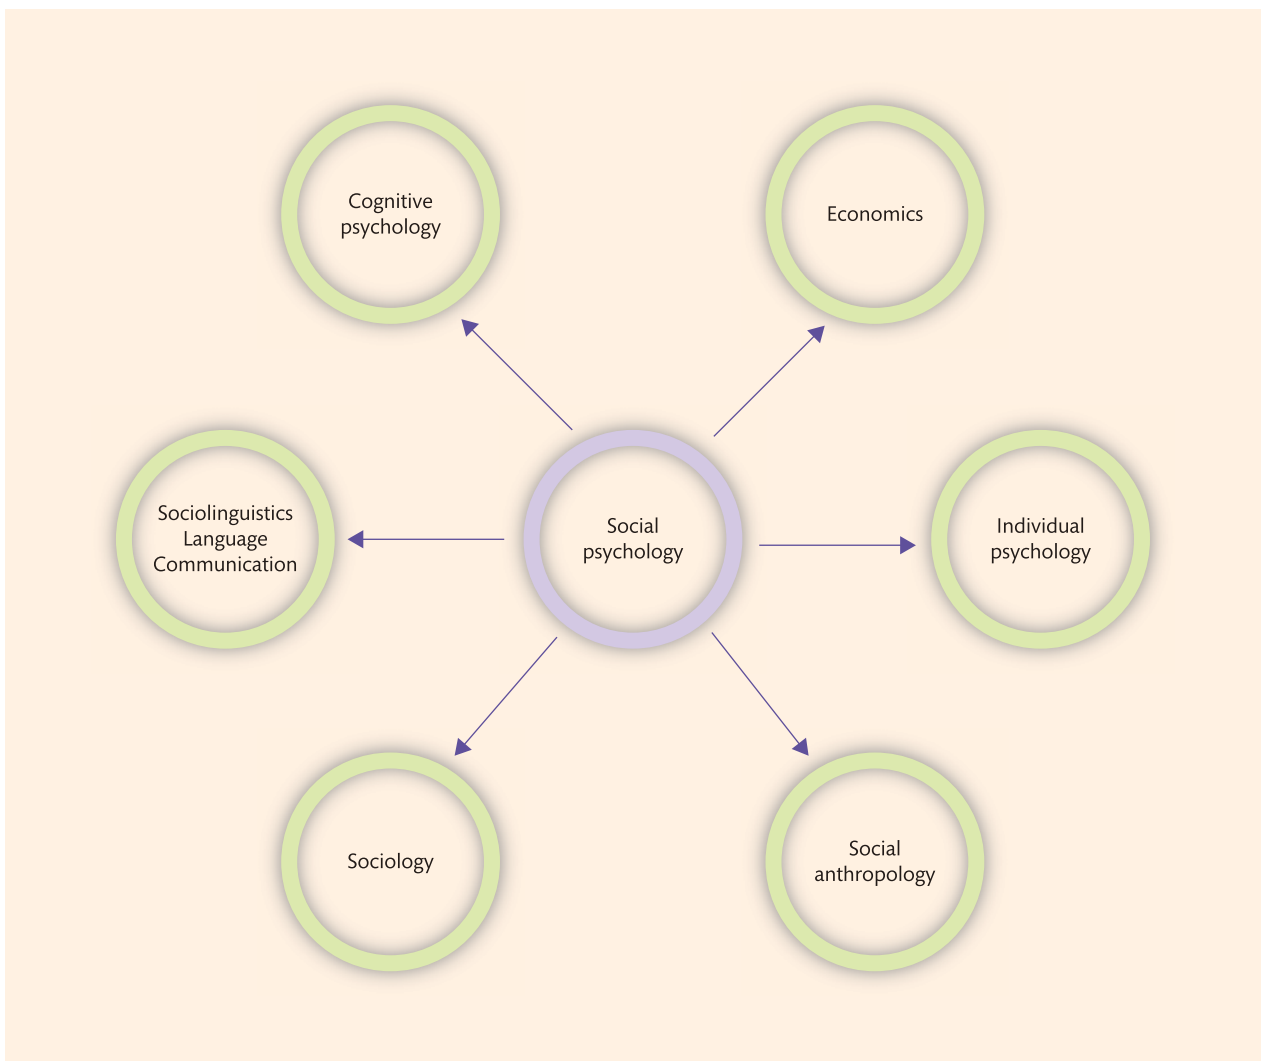 Cognitive
psychology
Economics
Sociolinguistics
Language
Communication
Social
psychology
Individual
psychology
Sociology
Social
anthropology